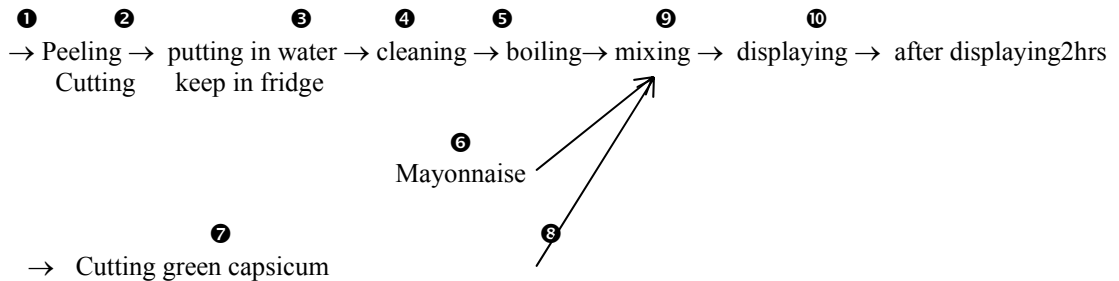 ❶ ❷ ❸ ❹ ❺ ❾ ❿
→ Peeling → putting in water → cleaning → boiling→ mixing → displaying → after displaying2hrs
Cutting keep in fridge
❻
Mayonnaise
❼ ❽
→ Cutting green capsicum